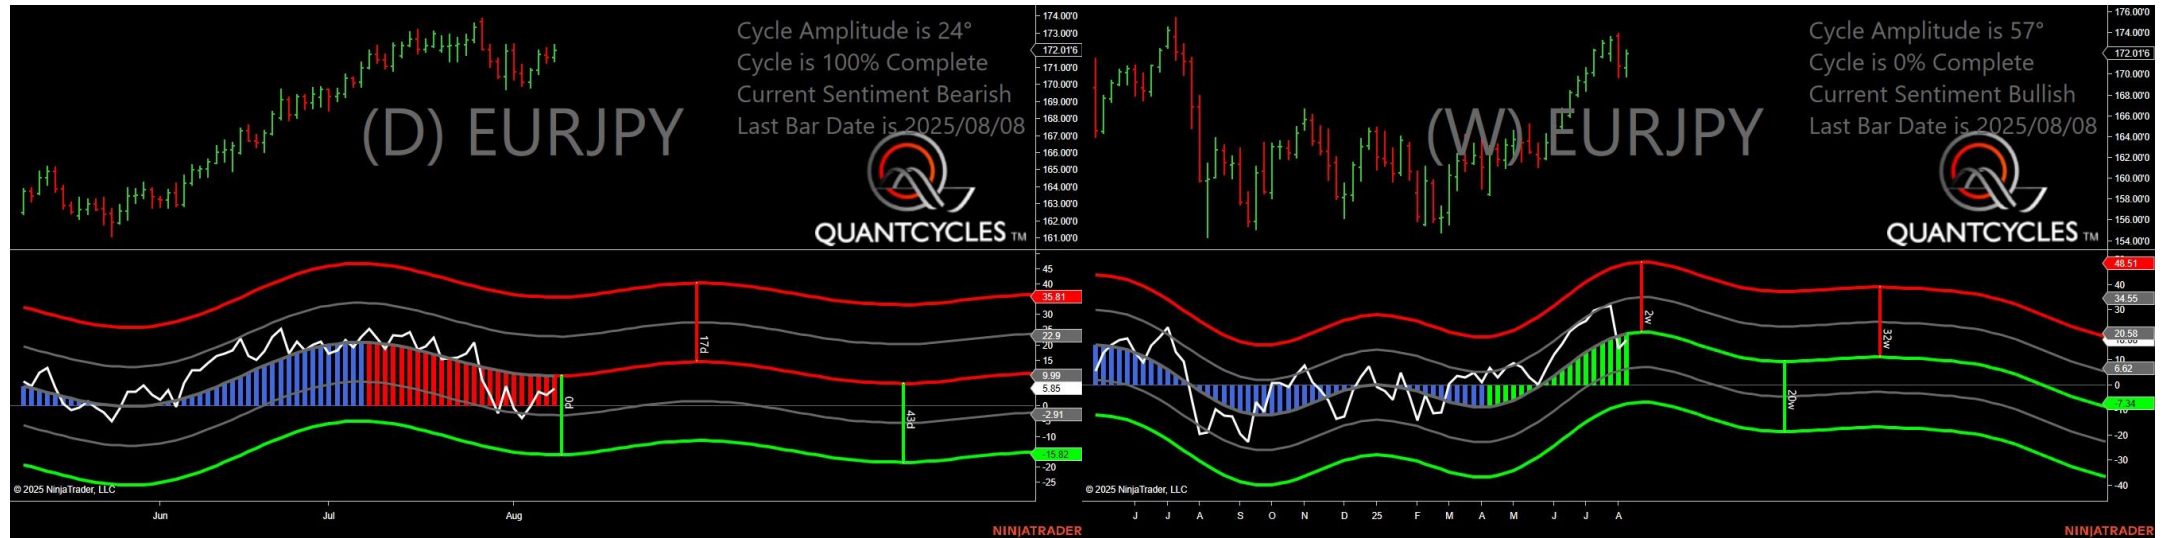 Cycle Amplitude is 24°
Cycle is 100% Complete
Current Sentiment Bearish
Last Bar Date is 2025/08/08
(D) EURJPY
QUANTCYCLES TM
174.00'0
173.00'0
172.01'6
171.00'0
170.00'0
169.00'0
168.00'0
167.00'0
166.00'0
165.00'0
164.00'0
163.00'0
162.00'0
161.00'0
45
40
35.81
30
22.9
20
15
9.99
5.85
0
-2.91
-10
-15.82
-20
-25
17d
0d
43d
© 2025 NinjaTrader, LLC
Jun
Jul
Aug
NINJATRADER
Cycle Amplitude is 57°
Cycle is 0% Complete
Current Sentiment Bullish
Last Bar Date is 2025/08/08
(W) EURJPY
QUANTCYCLES TM
176.00'0
174.00'0
172.01'6
170.00'0
168.00'0
166.00'0
164.00'0
162.00'0
160.00'0
158.00'0
156.00'0
154.00'0
48.51
40
34.55
30
20.58
10
6.62
0
-7.34
-20
-30
-40
2w
32w
20w
© 2025 NinjaTrader, LLC
J J A S O N D 25 F M A M J J A
NINJATRADER